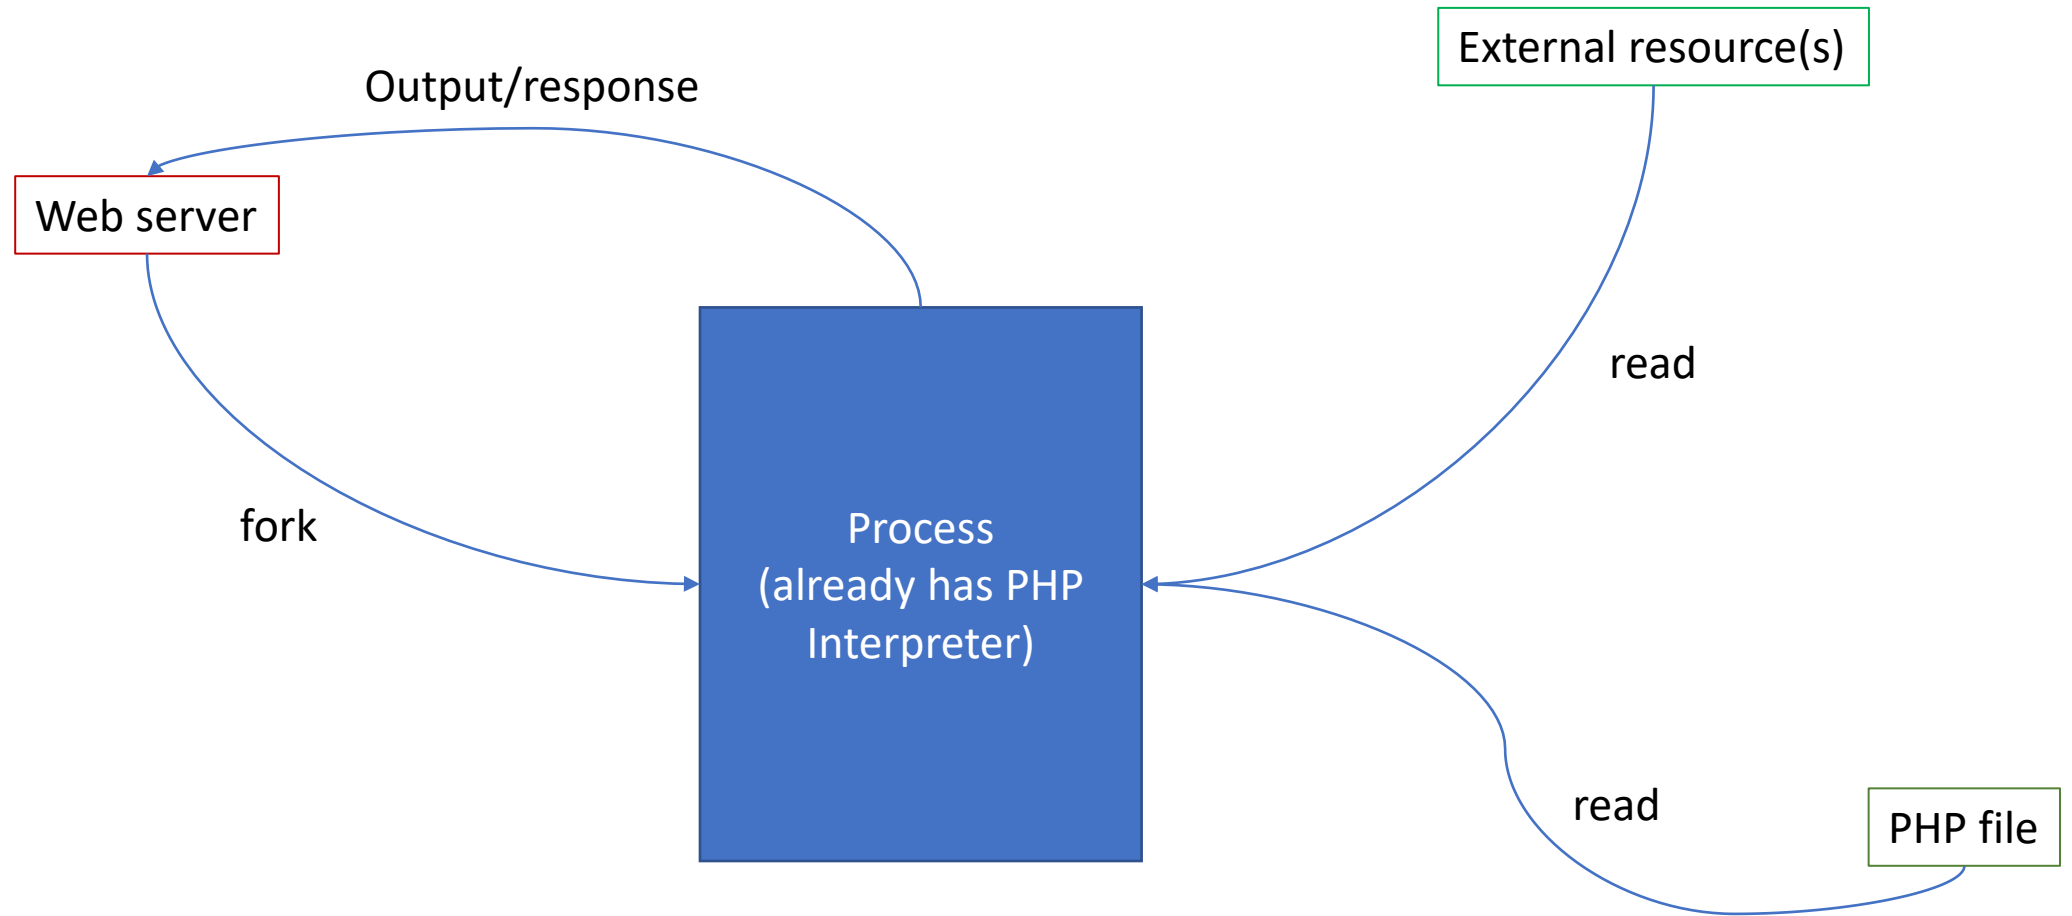 External resource(s)
Output/response
Web server
read
fork
Process
(already has PHP
Interpreter)
read
PHP file